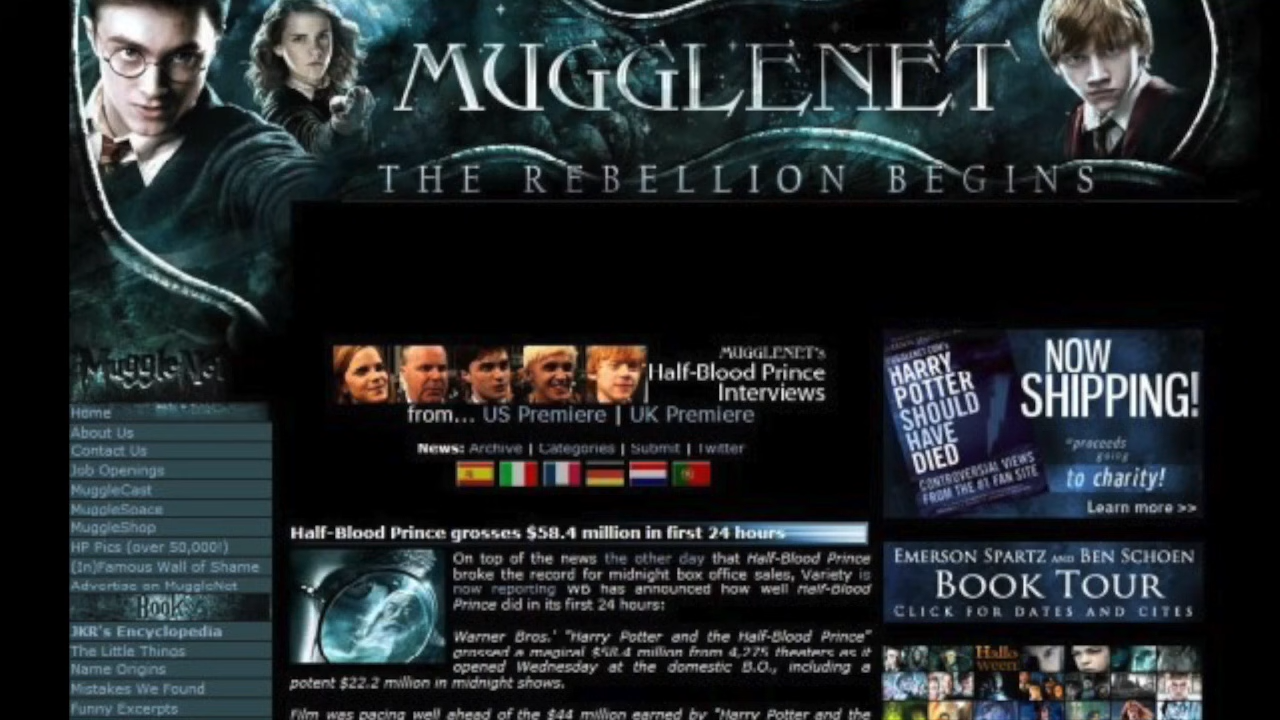 MUGGLENET
THE REBELLION BEGINS
MuggleNet
Home
About Us
Contact Us
Job Openings
MuggleCast
MuggleSpace
MuggleShop
HP Pics (over 50,000!)
(In)Famous Wall of Shame
Advertise on MuggleNet
Books
JKR's Encyclopedia
The Little Things
Name Origins
Mistakes We Found
Funny Excerpts
MUGGLENET's
Half-Blood Prince
Interviews
from... US Premiere | UK Premiere
News: Archive | Categories | Submit | Twitter
Half-Blood Prince grosses $58.4 million in first 24 hours
On top of the news the other day that Half-Blood Prince
broke the record for midnight box office sales, Variety is
now reporting WB has announced how well Half-Blood
Prince did in its first 24 hours:
Warner Bros.' "Harry Potter and the Half-Blood Prince"
grossed a magical $58.4 million from 4,275 theaters as it
opened Wednesday at the domestic B.O., including a
potent $22.2 million in midnight shows.
Film was pacing well ahead of the $44 million earned by "Harry Potter and the
MUGGLENET.COM's
HARRY
POTTER
SHOULD
HAVE
DIED
CONTROVERSIAL VIEWS
FROM THE #1 FAN SITE
NOW
SHIPPING!
*proceeds
going
to charity!
Learn more >>
EMERSON SPARTZ AND BEN SCHOEN
BOOK TOUR
CLICK FOR DATES AND CITES
Hallo
ween